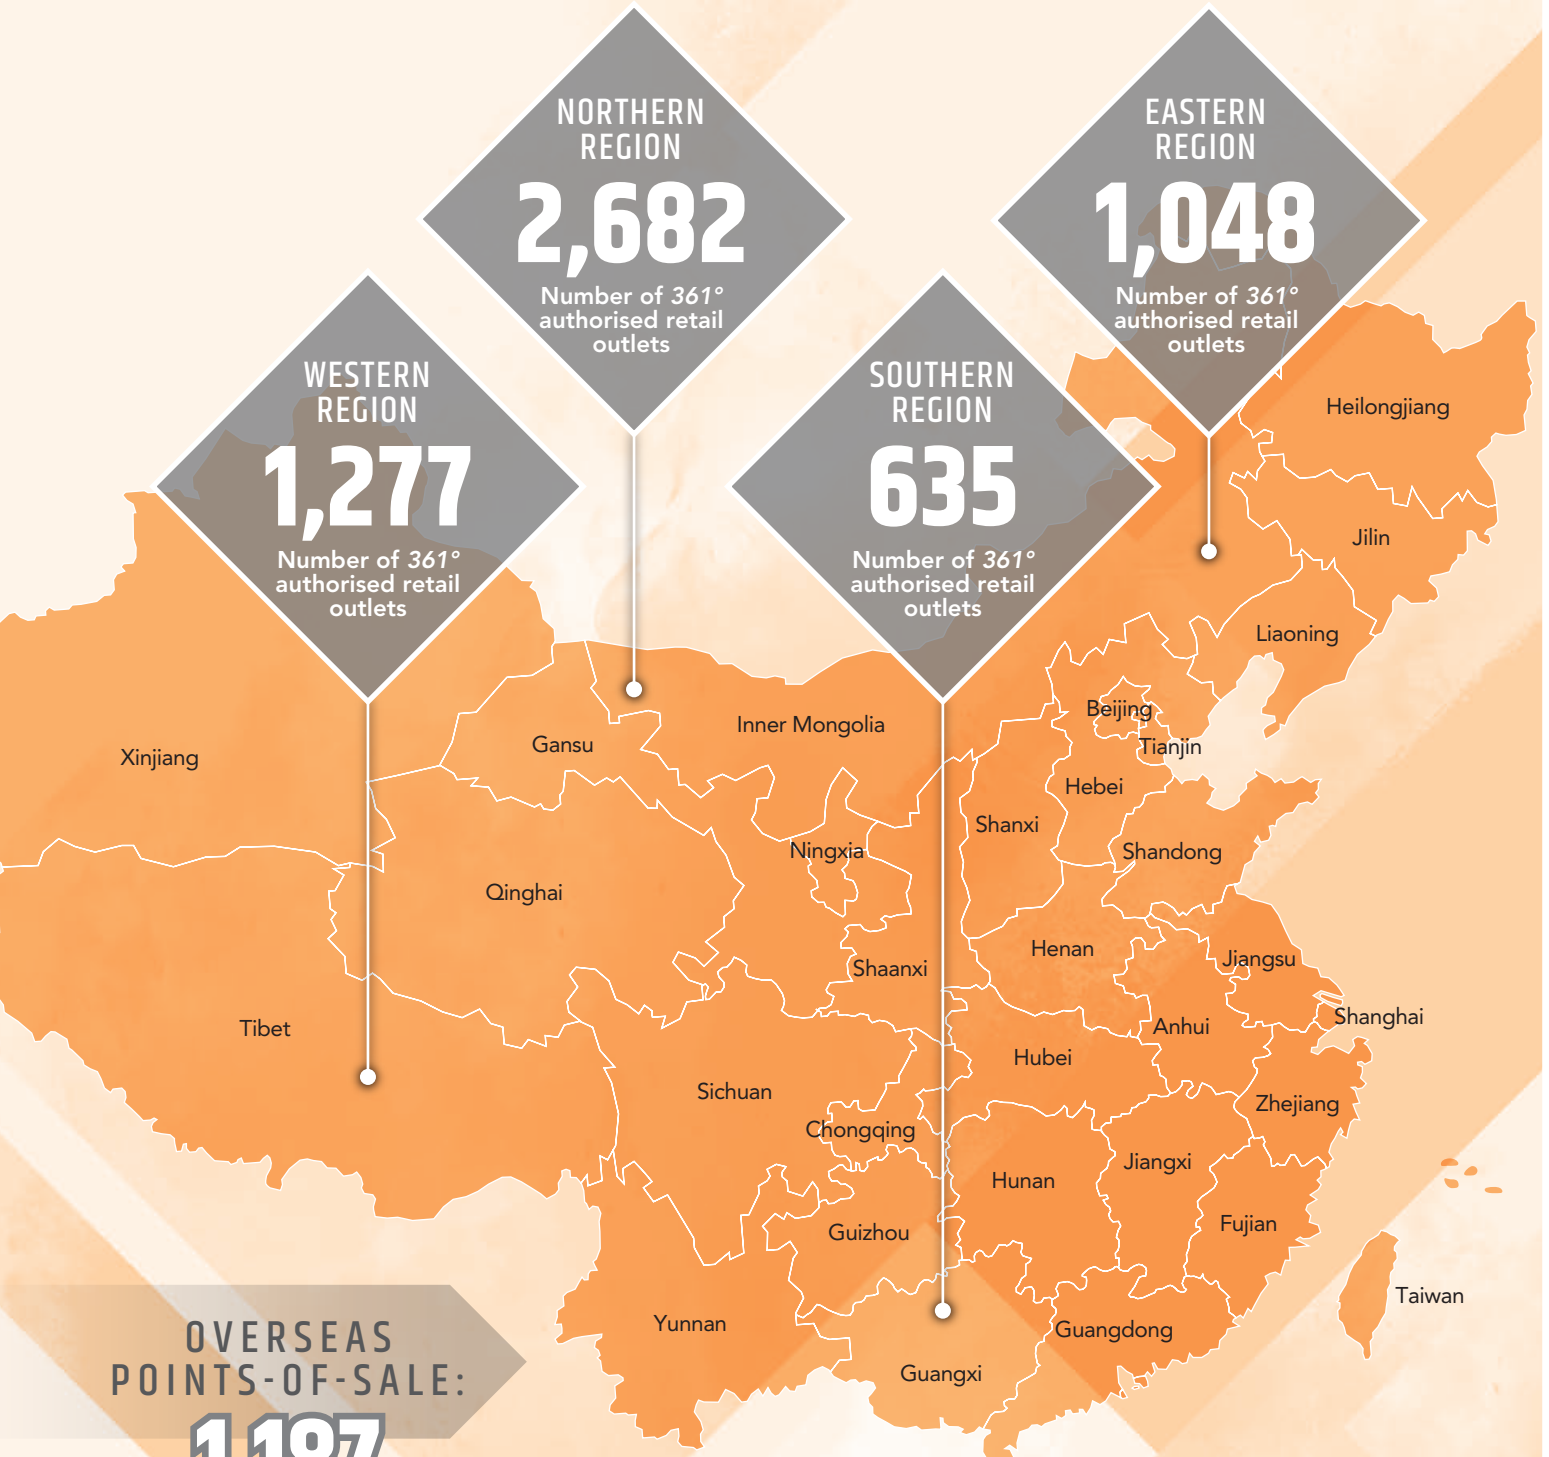 NORTHERN
REGION
2,682
Number of 361°
authorised retail
outlets
EASTERN
REGION
1,048
Number of 361°
authorised retail
outlets
WESTERN
REGION
1,277
Number of 361°
authorised retail
outlets
SOUTHERN
REGION
635
Number of 361°
authorised retail
outlets
Heilongjiang
Jilin
Liaoning
Beijing
Tianjin
Inner Mongolia
Gansu
Xinjiang
Hebei
Shanxi
Ningxia
Shandong
Qinghai
Henan
Jiangsu
Shaanxi
Shanghai
Tibet
Anhui
Hubei
Sichuan
Zhejiang
Chongqing
Jiangxi
Hunan
Fujian
Guizhou
Taiwan
Yunnan
Guangdong
Guangxi
OVERSEAS
POINTS-OF-SALE:
1,187